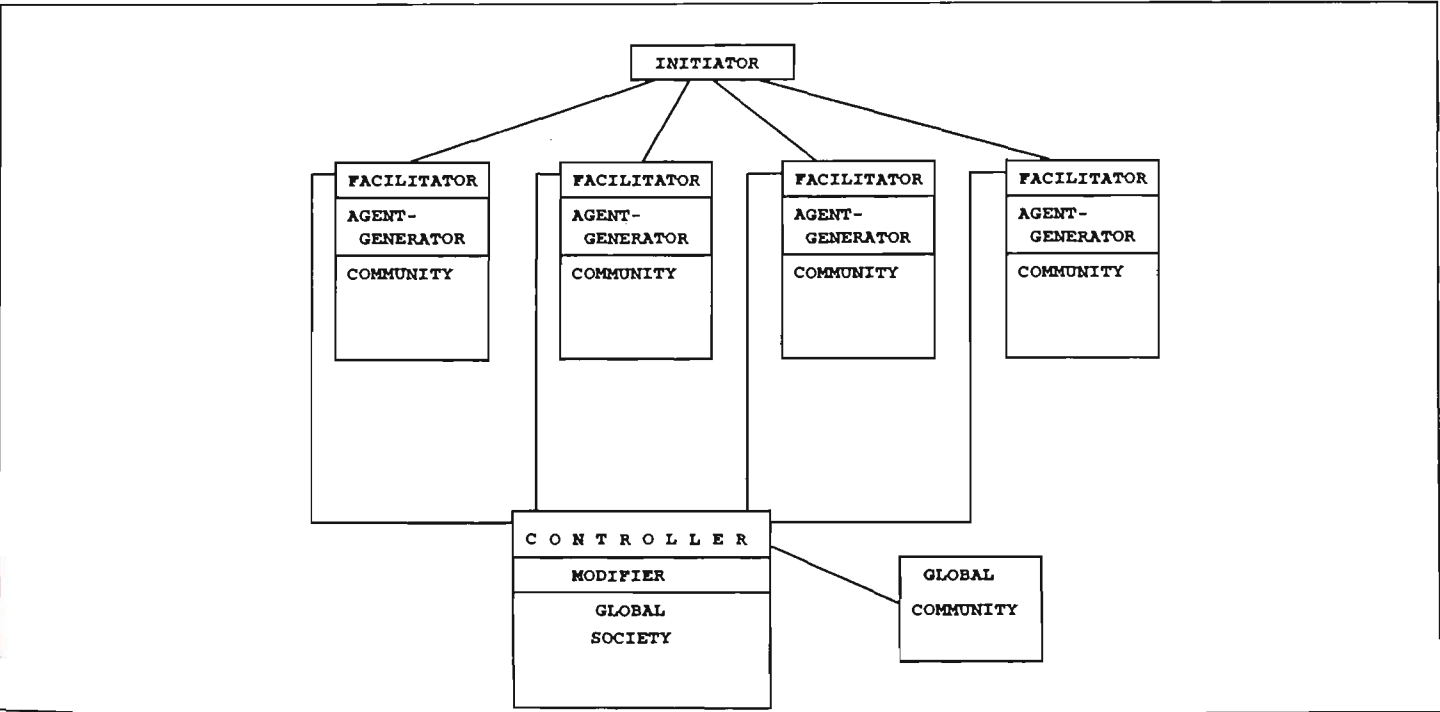 INITIATOR
FACILITATOR
AGENT-
GENERATOR
COMMUNITY
FACILITATOR
AGENT-
GENERATOR
COMMUNITY
FACILITATOR
AGENT-
GENERATOR
COMMUNITY
FACILITATOR
AGENT-
GENERATOR
COMMUNITY
C O N T R O L L E R
MODIFIER
GLOBAL
SOCIETY
GLOBAL
COMMUNITY